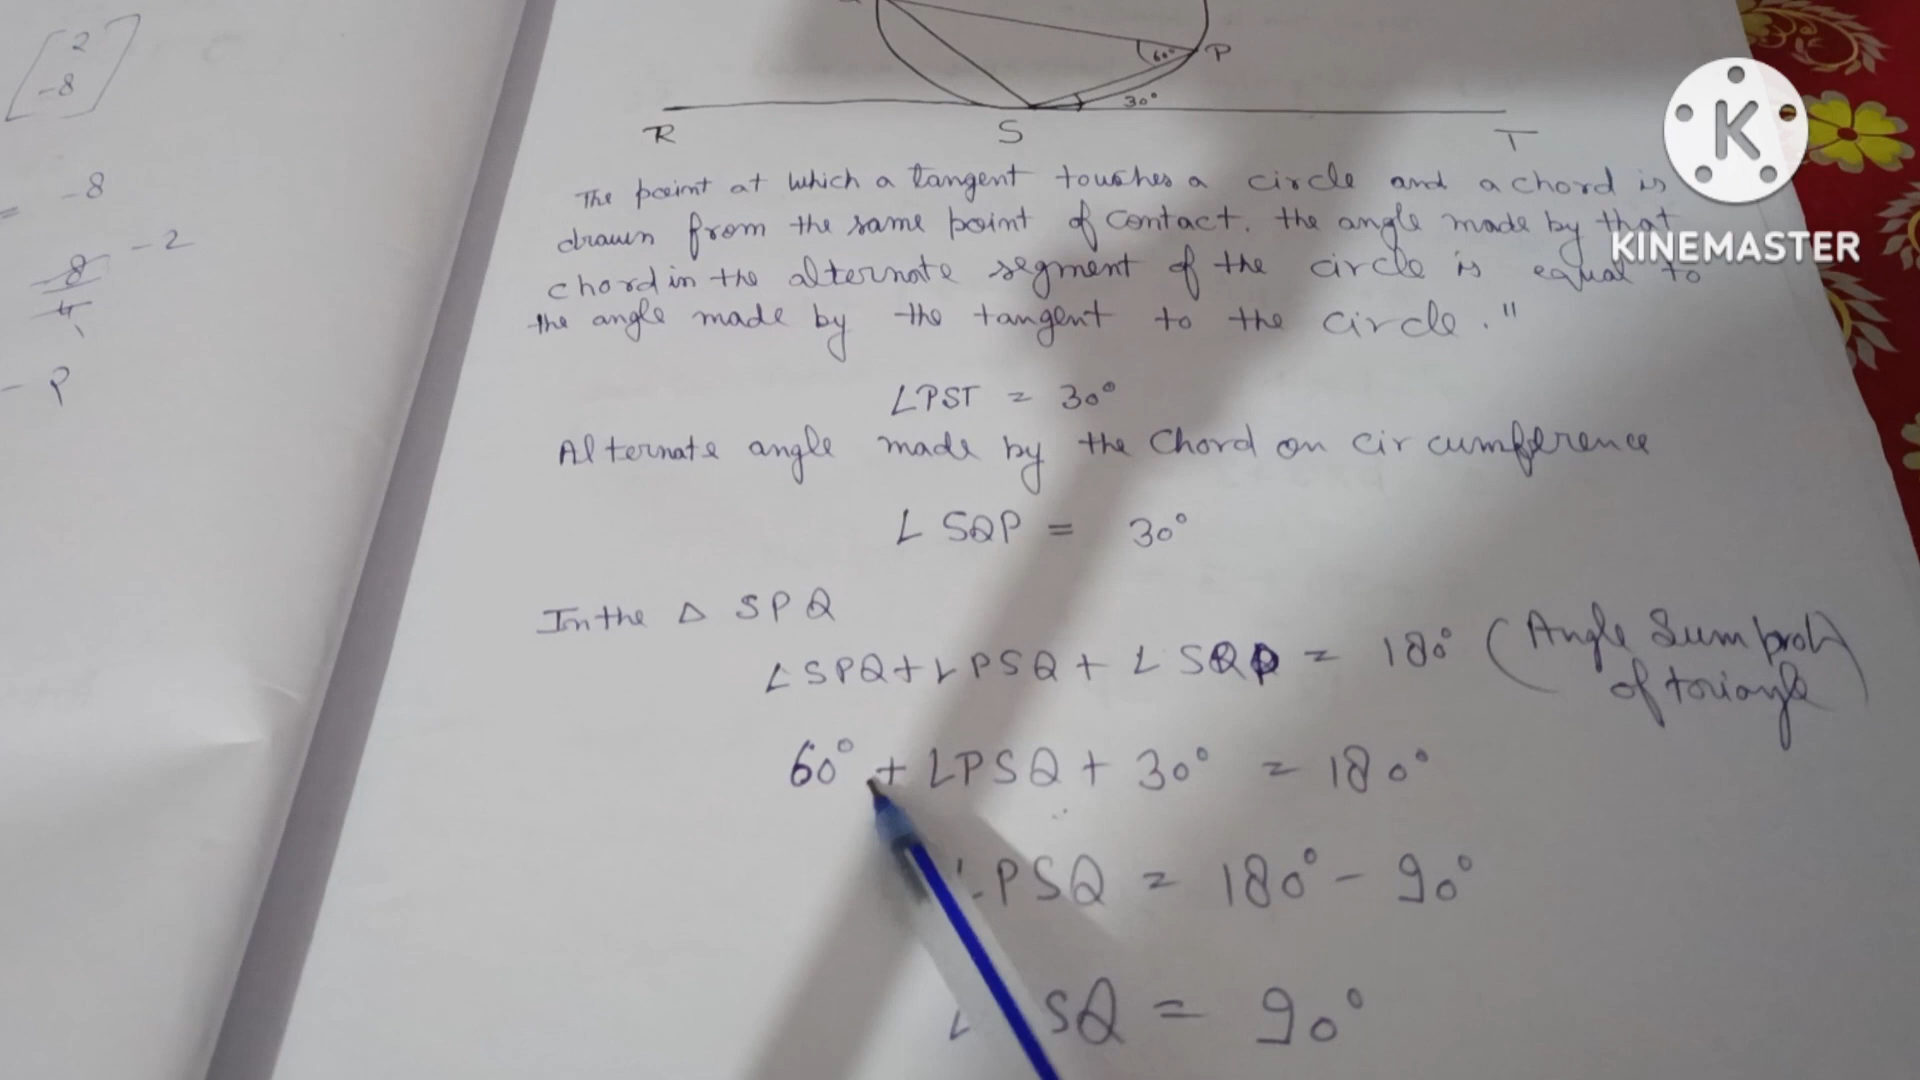 2
-8
= -8
-8
4
-2
- P
60°
P
30°
R S T
K
KINEMASTER
The point at which a tangent touches a circle and a chord is
drawn from the same point of contact. the angle made by that
chord in the alternate segment of the circle is equal to
the angle made by the tangent to the circle."
∠PST = 30°
Alternate angle made by the Chord on circumference
∠ SQP = 30°
In the △ SPQ
∠SPQ+∠PSQ+ ∠SQP = 180° (Angle Sum
of triangle)
60° + ∠PSQ + 30° = 180°
∠PSQ = 180° - 90°
∠ SQ = 90°